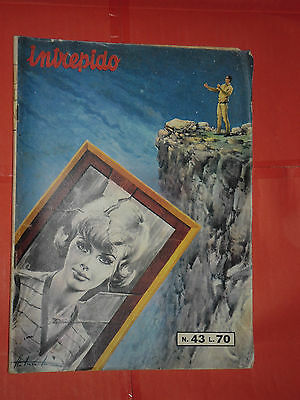 intrepido
N. 43 L. 70